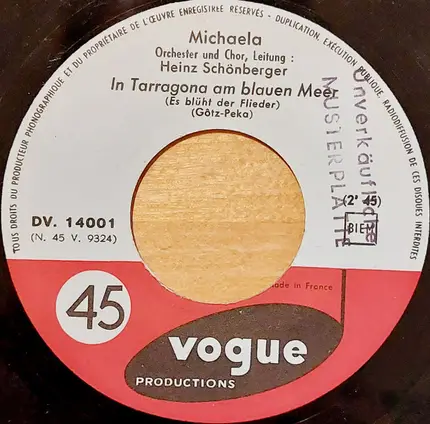 TOUS DROITS DU PRODUCTEUR PHONOGRAPHIQUE ET DU PROPRIÉTAIRE DE L'ŒUVRE ENREGISTRÉE RÉSERVÉS - DUPLICATION, EXÉCUTION PUBLIQUE, RADIODIFFUSION DE CES DISQUES INTERDITES
Michaela
Orchester und Chor, Leitung :
Heinz Schönberger
In Tarragona am blauen Meer
(Es blüht der Flieder)
(Götz-Peka)
Unverkäufliche
MUSTERPLATTE
DV. 14001
(N. 45 V. 9324)
(2' 45)
BIEM
Made in France
45
vogue
PRODUCTIONS